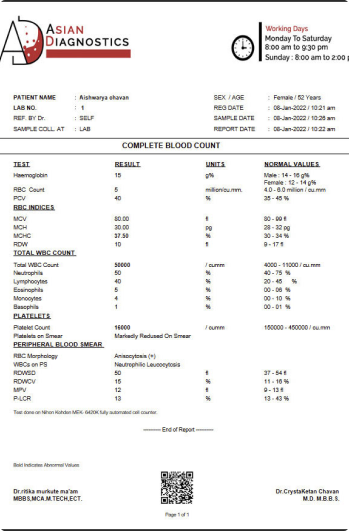 ASIAN
DIAGNOSTICS
Working Days
Monday To Saturday
8:00 am to 9:30 pm
Sunday : 8:00 am to 2:00 p
PATIENT NAME : Aishwarya chavan SEX / AGE : Female / 52 Years
LAB NO. : 1 REG DATE : 08-Jan-2022 / 10:21 am
REF. BY Dr. : SELF SAMPLE DATE : 08-Jan-2022 / 10:26 am
SAMPLE COLL. AT : LAB REPORT DATE : 08-Jan-2022 / 10:22 am
COMPLETE BLOOD COUNT
TEST RESULT UNITS NORMAL VALUES
Haemoglobin 15 g% Male : 14 - 16 g%
Female : 12 - 14 g%
RBC Count 5 million/cu.mm. 4.0 - 6.0 million / cu.mm
PCV 40 % 35 - 45 %
RBC INDICES
MCV 80.00 fl 80 - 99 fl
MCH 30.00 pg 28 - 32 pg
MCHC 37.50 % 30 - 34 %
RDW 10 fl 9 - 17 fl
TOTAL WBC COUNT
Total WBC Count 50000 / cumm 4000 - 11000 / cu.mm
Neutrophils 50 % 40 - 75 %
Lymphocytes 40 % 20 - 45 %
Eosinophils 5 % 00 - 06 %
Monocytes 4 % 00 - 10 %
Basophils 1 % 00 - 01 %
PLATELETS
Platelet Count 16000 / cumm 150000 - 450000 / cu.mm
Platelets on Smear Markedly Redused On Smear
PERIPHERAL BLOOD SMEAR
RBC Morphology Anisocytosis (+)
WBCs on PS Neutrophilic Leucocytosis
RDWSD 50 fl 37 - 54 fl
RDWCV 15 % 11 - 16 %
MPV 12 fl 9 - 13 fl
P-LCR 13 % 13 - 43 %
Test done on Nihon Kohden MEK- 6420K fully automated cell counter.
---------- End of Report ----------
Bold Indicates Abnormal Values
Dr.ritika murkute ma'am Dr.CrystaKetan Chavan
MBBS,MCA,M.TECH,ECT. M.D. M.B.B.S.
Page 1 of 1